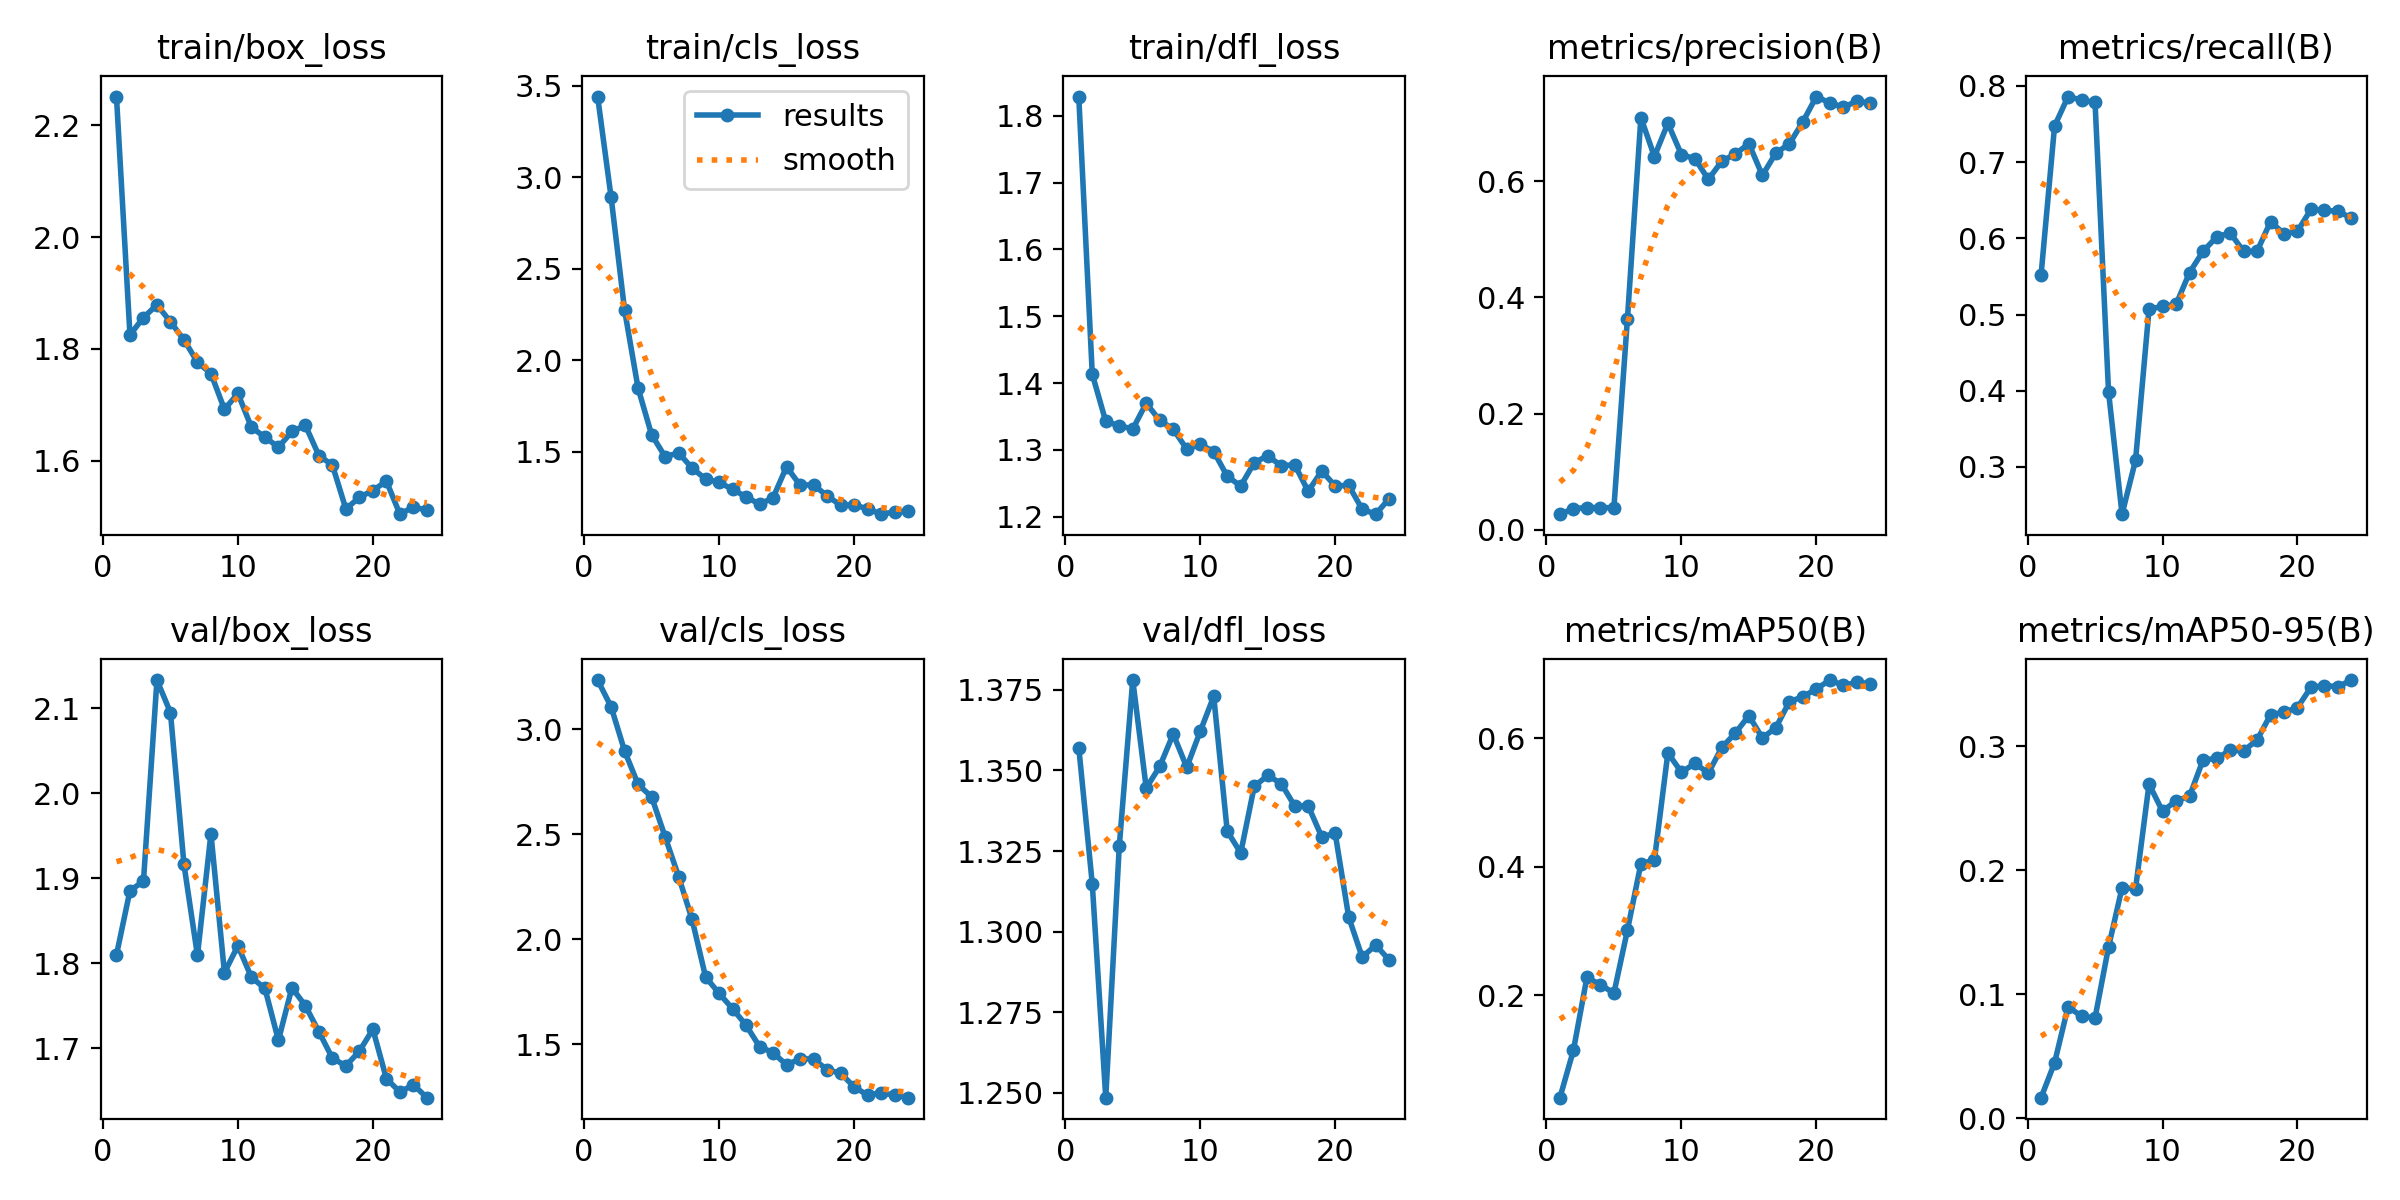 train/box_loss
2.2
2.0
1.8
1.6
0 10 20
train/cls_loss
3.5
3.0
2.5
2.0
1.5
results
smooth
0 10 20
train/dfl_loss
1.8
1.7
1.6
1.5
1.4
1.3
1.2
0 10 20
metrics/precision(B)
0.6
0.4
0.2
0.0
0 10 20
metrics/recall(B)
0.8
0.7
0.6
0.5
0.4
0.3
0 10 20
val/box_loss
2.1
2.0
1.9
1.8
1.7
0 10 20
val/cls_loss
3.0
2.5
2.0
1.5
0 10 20
val/dfl_loss
1.375
1.350
1.325
1.300
1.275
1.250
0 10 20
metrics/mAP50(B)
0.6
0.4
0.2
0 10 20
metrics/mAP50-95(B)
0.3
0.2
0.1
0.0
0 10 20